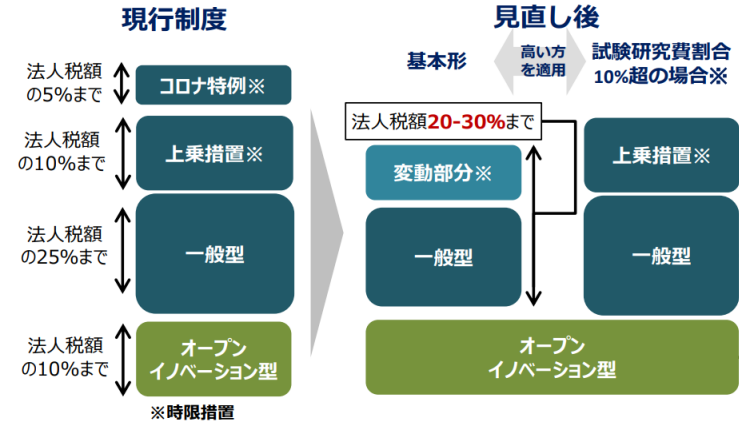 現行制度
法人税額
の5%まで
コロナ特例※
法人税額
の10%まで
上乗措置※
法人税額
の25%まで
一般型
法人税額
の10%まで
オープン
イノベーション型
※時限措置
見直し後
基本形
高い方
を適用
試験研究費割合
10%超の場合※
法人税額20-30%まで
変動部分※
一般型
上乗措置※
一般型
オープン
イノベーション型